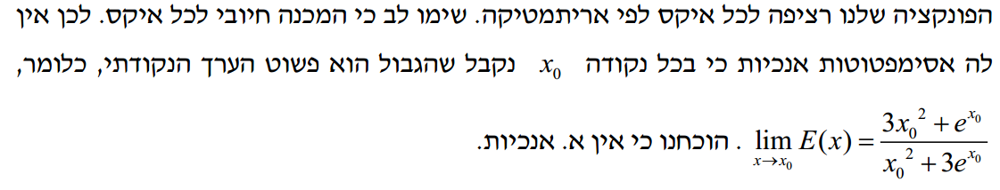 הפונקציה שלנו רציפה לכל איקס לפי אריתמטיקה. שימו לב כי המכנה חיובי לכל איקס. לכן אין
לה אסימפטוטות אנכיות כי בכל נקודה $x_0$ נקבל שהגבול הוא פשוט הערך הנקודתי, כלומר,
$\lim_{x \to x_0} E(x) = \frac{3x_0^2 + e^{x_0}}{x_0^2 + 3e^{x_0}}$ . הוכחנו כי אין א. אנכיות.